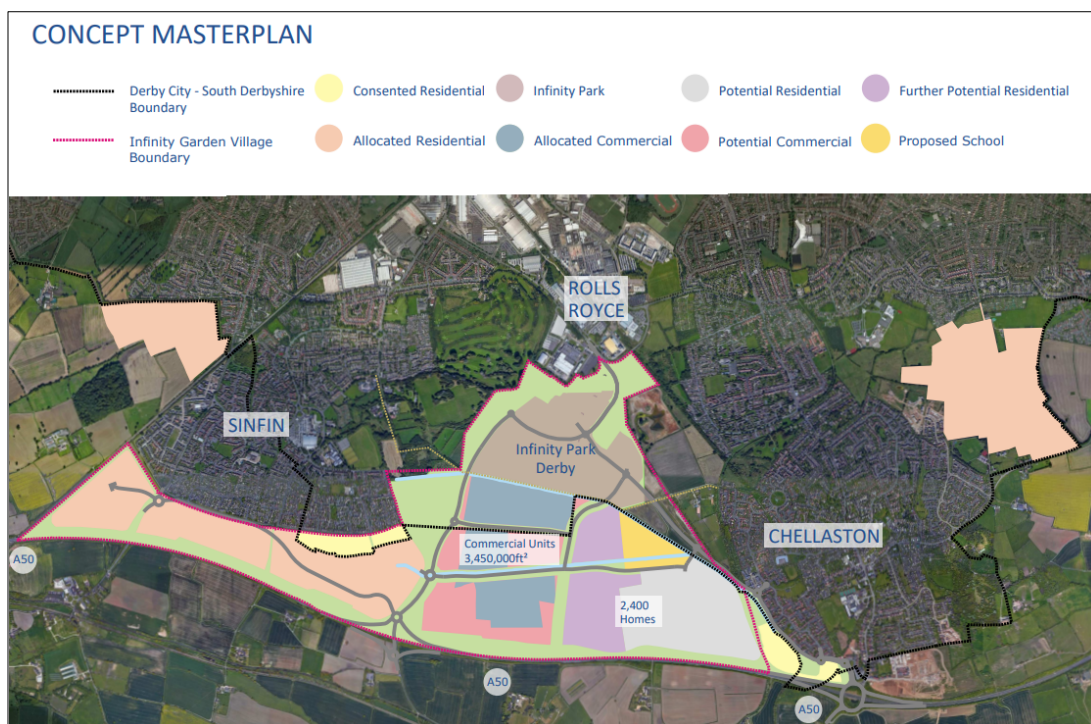 CONCEPT MASTERPLAN
Derby City - South Derbyshire
Boundary
Consented Residential
Infinity Park
Potential Residential
Further Potential Residential
Infinity Garden Village
Boundary
Allocated Residential
Allocated Commercial
Potential Commercial
Proposed School
ROLLS
ROYCE
SINFIN
Infinity Park
Derby
CHELLASTON
Commercial Units
3,450,000ft²
A50
2,400
Homes
A50
A50